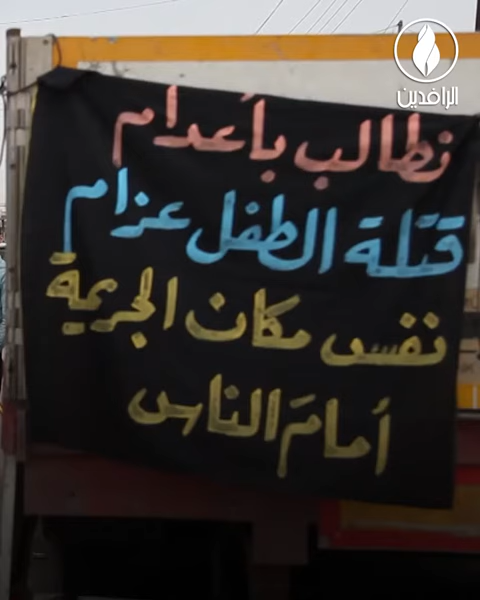 الرافدين
نطالب بأعدام
قتلة الطفل عزام
نفس مكان الجريمة
أمامَ الناس